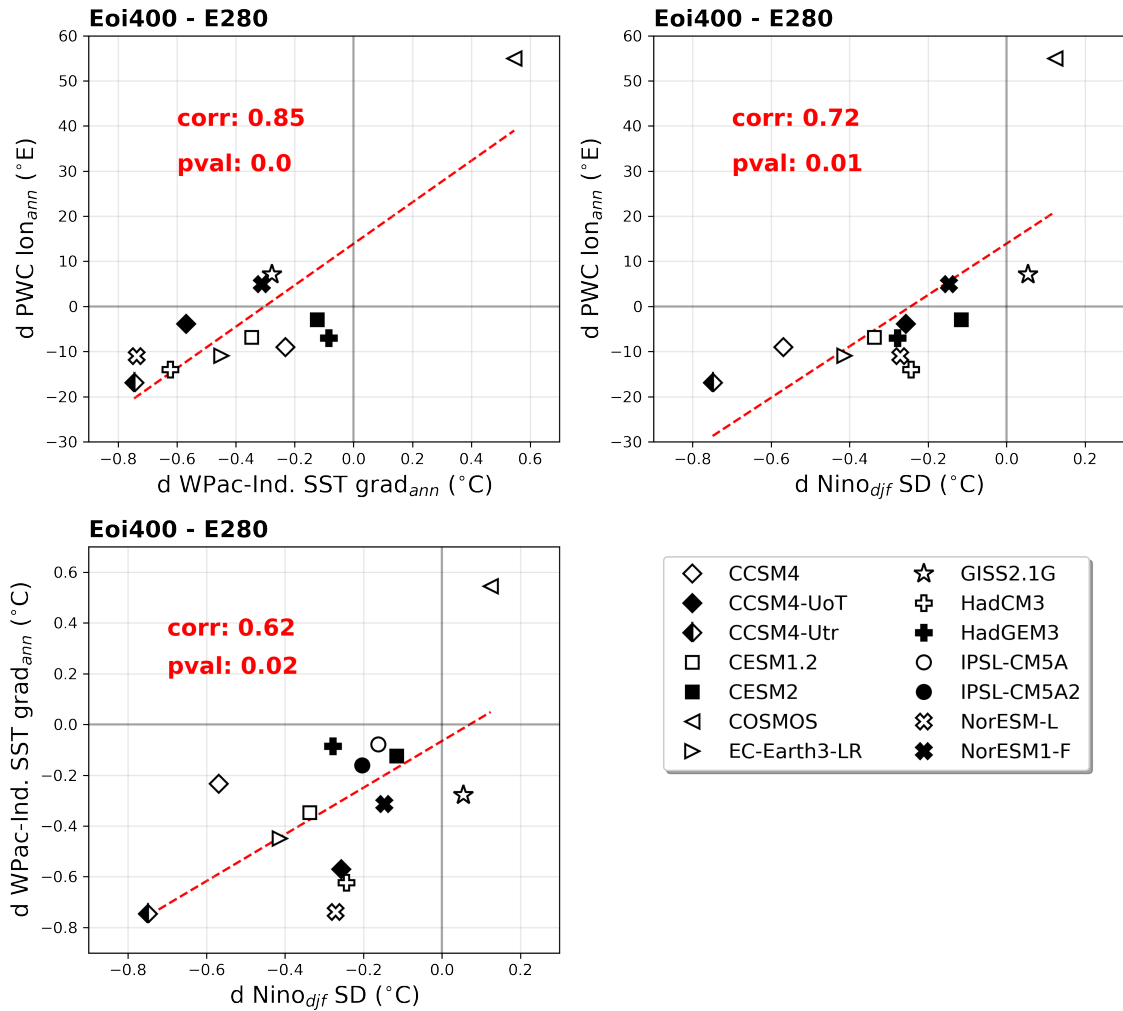 Eoi400 - E280
60
50
40
30
20
10
0
−10
−20
−30
d PWC lon_ann (°E)
corr: 0.85
pval: 0.0
−0.8 −0.6 −0.4 −0.2 0.0 0.2 0.4 0.6
d WPac-Ind. SST grad_ann (°C)
Eoi400 - E280
60
50
40
30
20
10
0
−10
−20
−30
d PWC lon_ann (°E)
corr: 0.72
pval: 0.01
−0.8 −0.6 −0.4 −0.2 0.0 0.2
d Nino_djf SD (°C)
Eoi400 - E280
0.6
0.4
0.2
0.0
−0.2
−0.4
−0.6
−0.8
d WPac-Ind. SST grad_ann (°C)
corr: 0.62
pval: 0.02
−0.8 −0.6 −0.4 −0.2 0.0 0.2
d Nino_djf SD (°C)
CCSM4
CCSM4-UoT
CCSM4-Utr
CESM1.2
CESM2
COSMOS
EC-Earth3-LR
GISS2.1G
HadCM3
HadGEM3
IPSL-CM5A
IPSL-CM5A2
NorESM-L
NorESM1-F